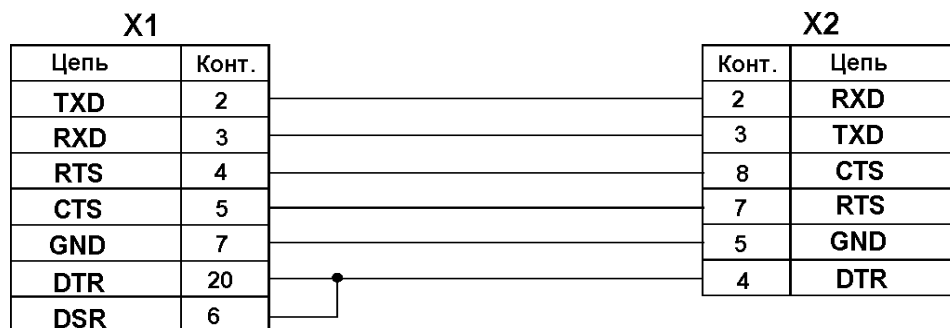 X1 X2
Цепь Конт. Конт. Цепь
TXD 2 2 RXD
RXD 3 3 TXD
RTS 4 8 CTS
CTS 5 7 RTS
GND 7 5 GND
DTR 20 4 DTR
DSR 6